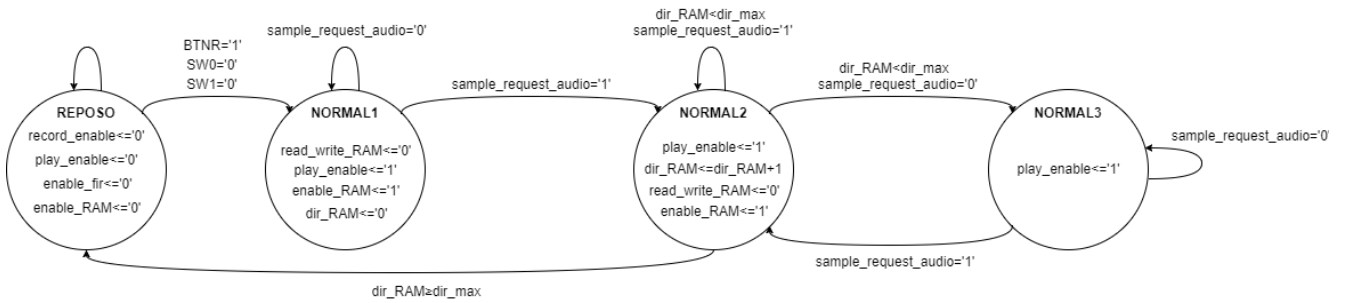 BTNR='1'
SW0='0'
SW1='0'
sample_request_audio='0'
sample_request_audio='1'
dir_RAM<dir_max
sample_request_audio='1'
dir_RAM<dir_max
sample_request_audio='0'
REPOSO
record_enable<='0'
play_enable<='0'
enable_fir<='0'
enable_RAM<='0'
NORMAL1
read_write_RAM<='0'
play_enable<='1'
enable_RAM<='1'
dir_RAM<='0'
NORMAL2
play_enable<='1'
dir_RAM<=dir_RAM+1
read_write_RAM<='0'
enable_RAM<='1'
NORMAL3
play_enable<='1'
sample_request_audio='0'
sample_request_audio='1'
dir_RAM≥dir_max